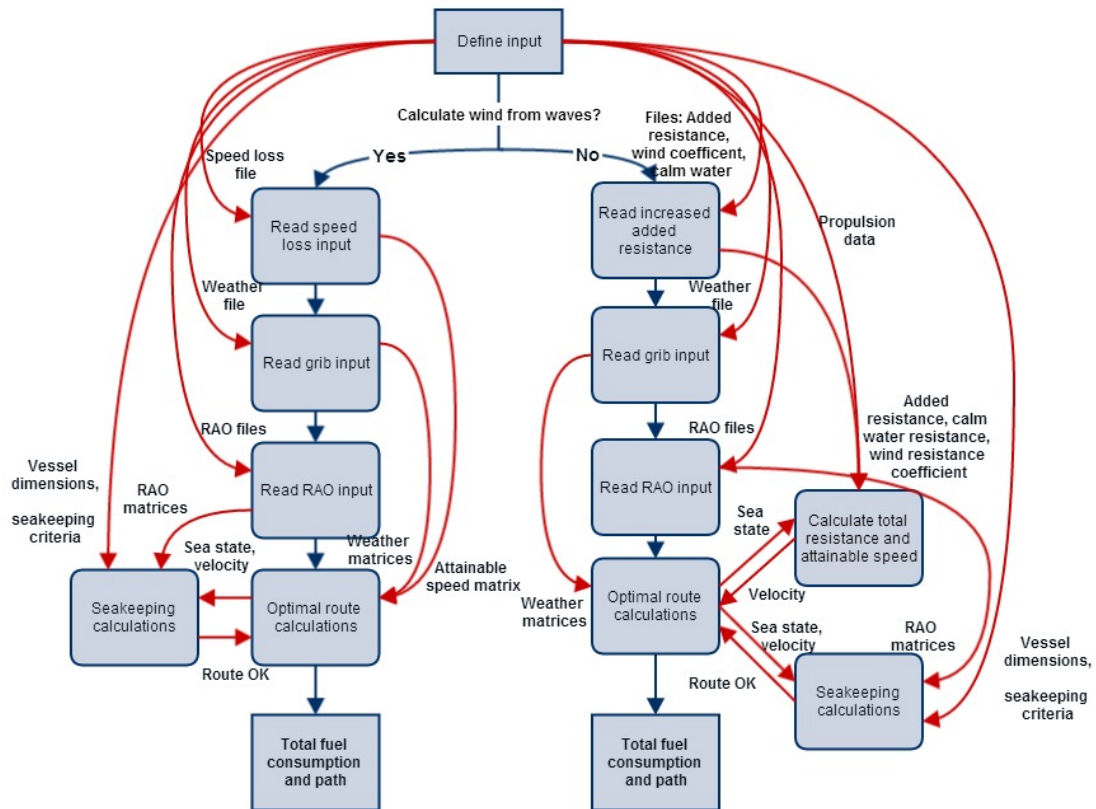 Define input
Calculate wind from waves?
Files: Added
resistance,
wind coefficent,
calm water
Yes
No
Speed loss
file
Read speed
loss input
Read increased
added
resistance
Propulsion
data
Weather
file
Weather
file
Read grib input
Read grib input
RAO files
RAO files
Added
resistance, calm
water resistance,
wind resistance
coefficient
Vessel
dimensions,
seakeeping
criteria
RAO
matrices
Read RAO input
Read RAO input
Sea
state
Calculate total
resistance and
attainable speed
Sea state,
velocity
Weather
matrices
Attainable
speed matrix
Seakeeping
calculations
Optimal route
calculations
Weather
matrices
Optimal route
calculations
Velocity
Sea state,
velocity
RAO
matrices
Vessel
dimensions,
seakeeping
criteria
Route OK
Route OK
Seakeeping
calculations
Total fuel
consumption
and path
Total fuel
consumption
and path